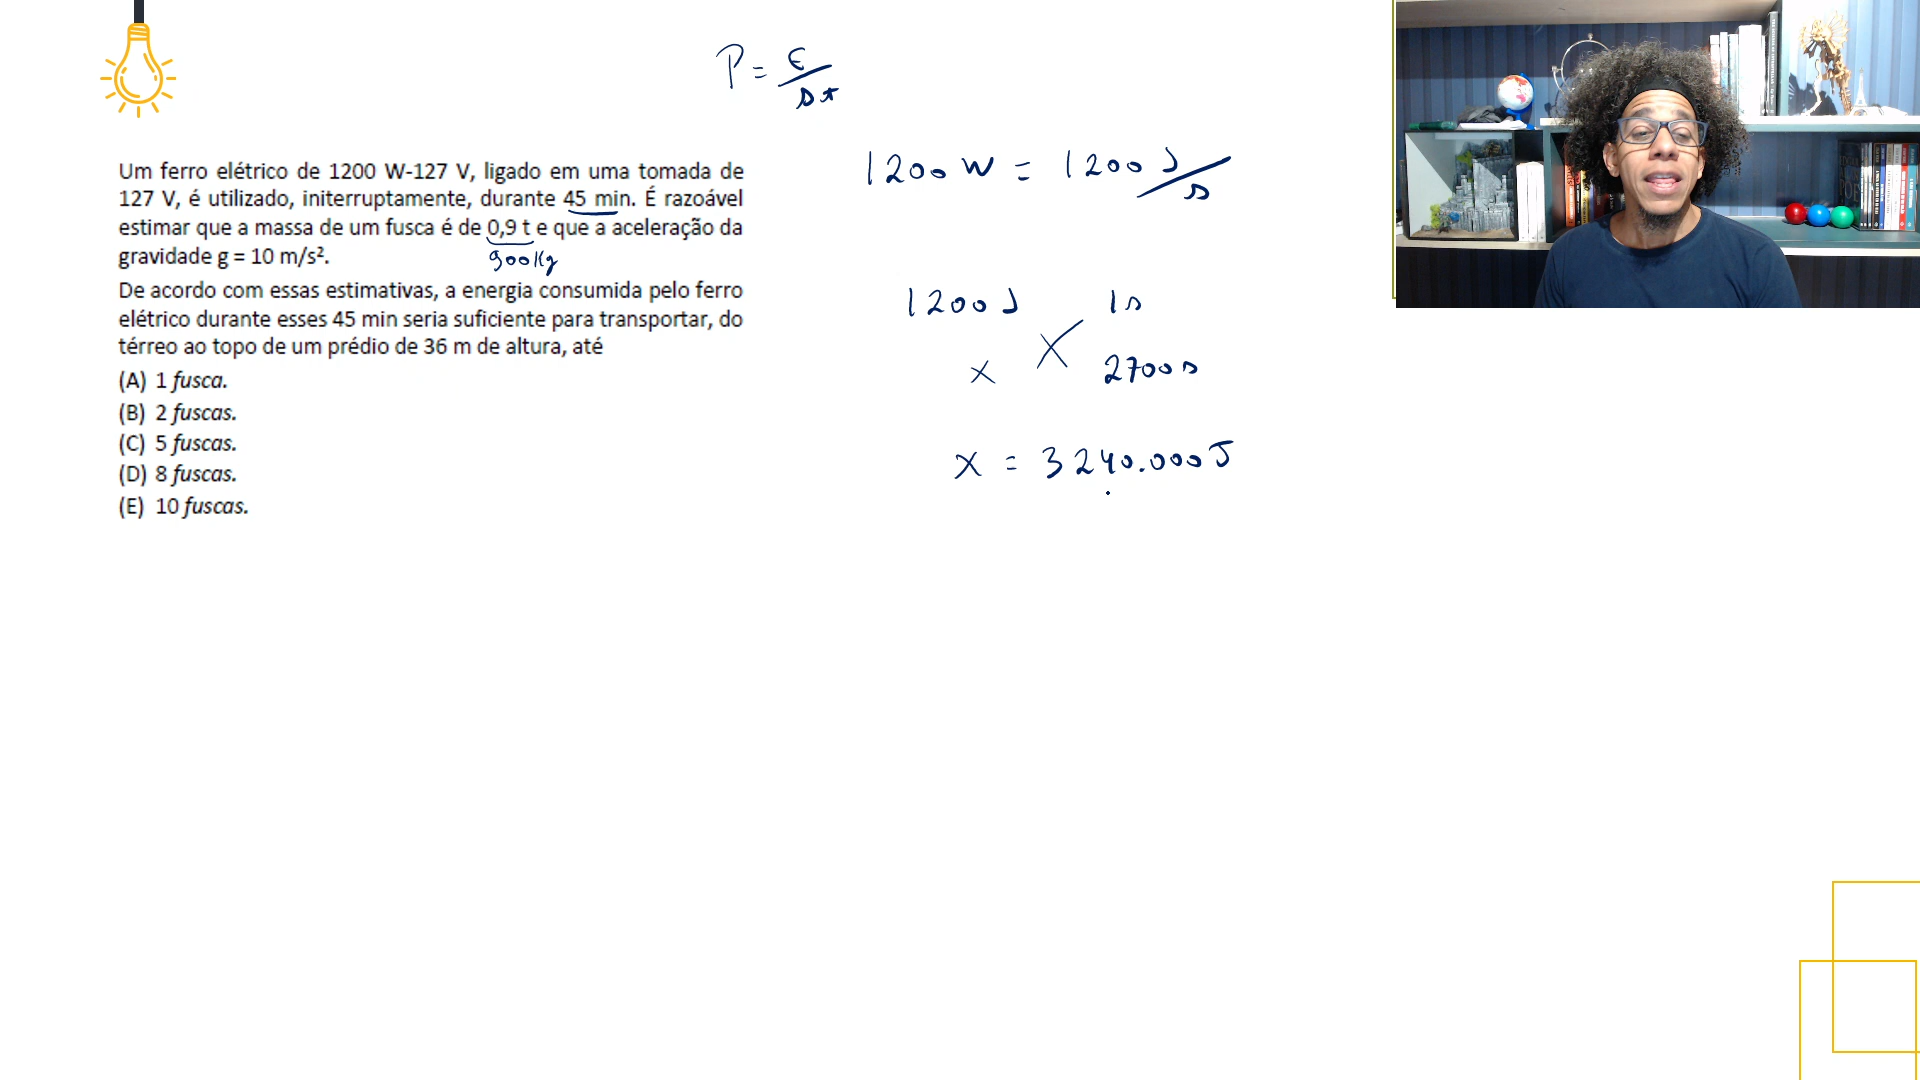 P = E/Δt
Um ferro elétrico de 1200 W-127 V, ligado em uma tomada de
127 V, é utilizado, initerruptamente, durante 45 min. É razoável
estimar que a massa de um fusca é de 0,9 t e que a aceleração da
gravidade g = 10 m/s².
900Kg
De acordo com essas estimativas, a energia consumida pelo ferro
elétrico durante esses 45 min seria suficiente para transportar, do
térreo ao topo de um prédio de 36 m de altura, até
(A) 1 fusca.
(B) 2 fuscas.
(C) 5 fuscas.
(D) 8 fuscas.
(E) 10 fuscas.
1200 W = 1200 J/s
1200 J 1s
x 2700s
x = 3240.000 J